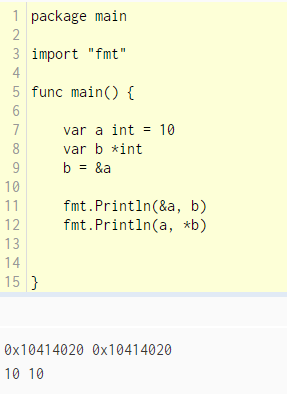 1 package main
2
3 import "fmt"
4
5 func main() {
6
7     var a int = 10
8     var b *int
9     b = &a
10
11     fmt.Println(&a, b)
12     fmt.Println(a, *b)
13
14
15 }
0x10414020 0x10414020
10 10